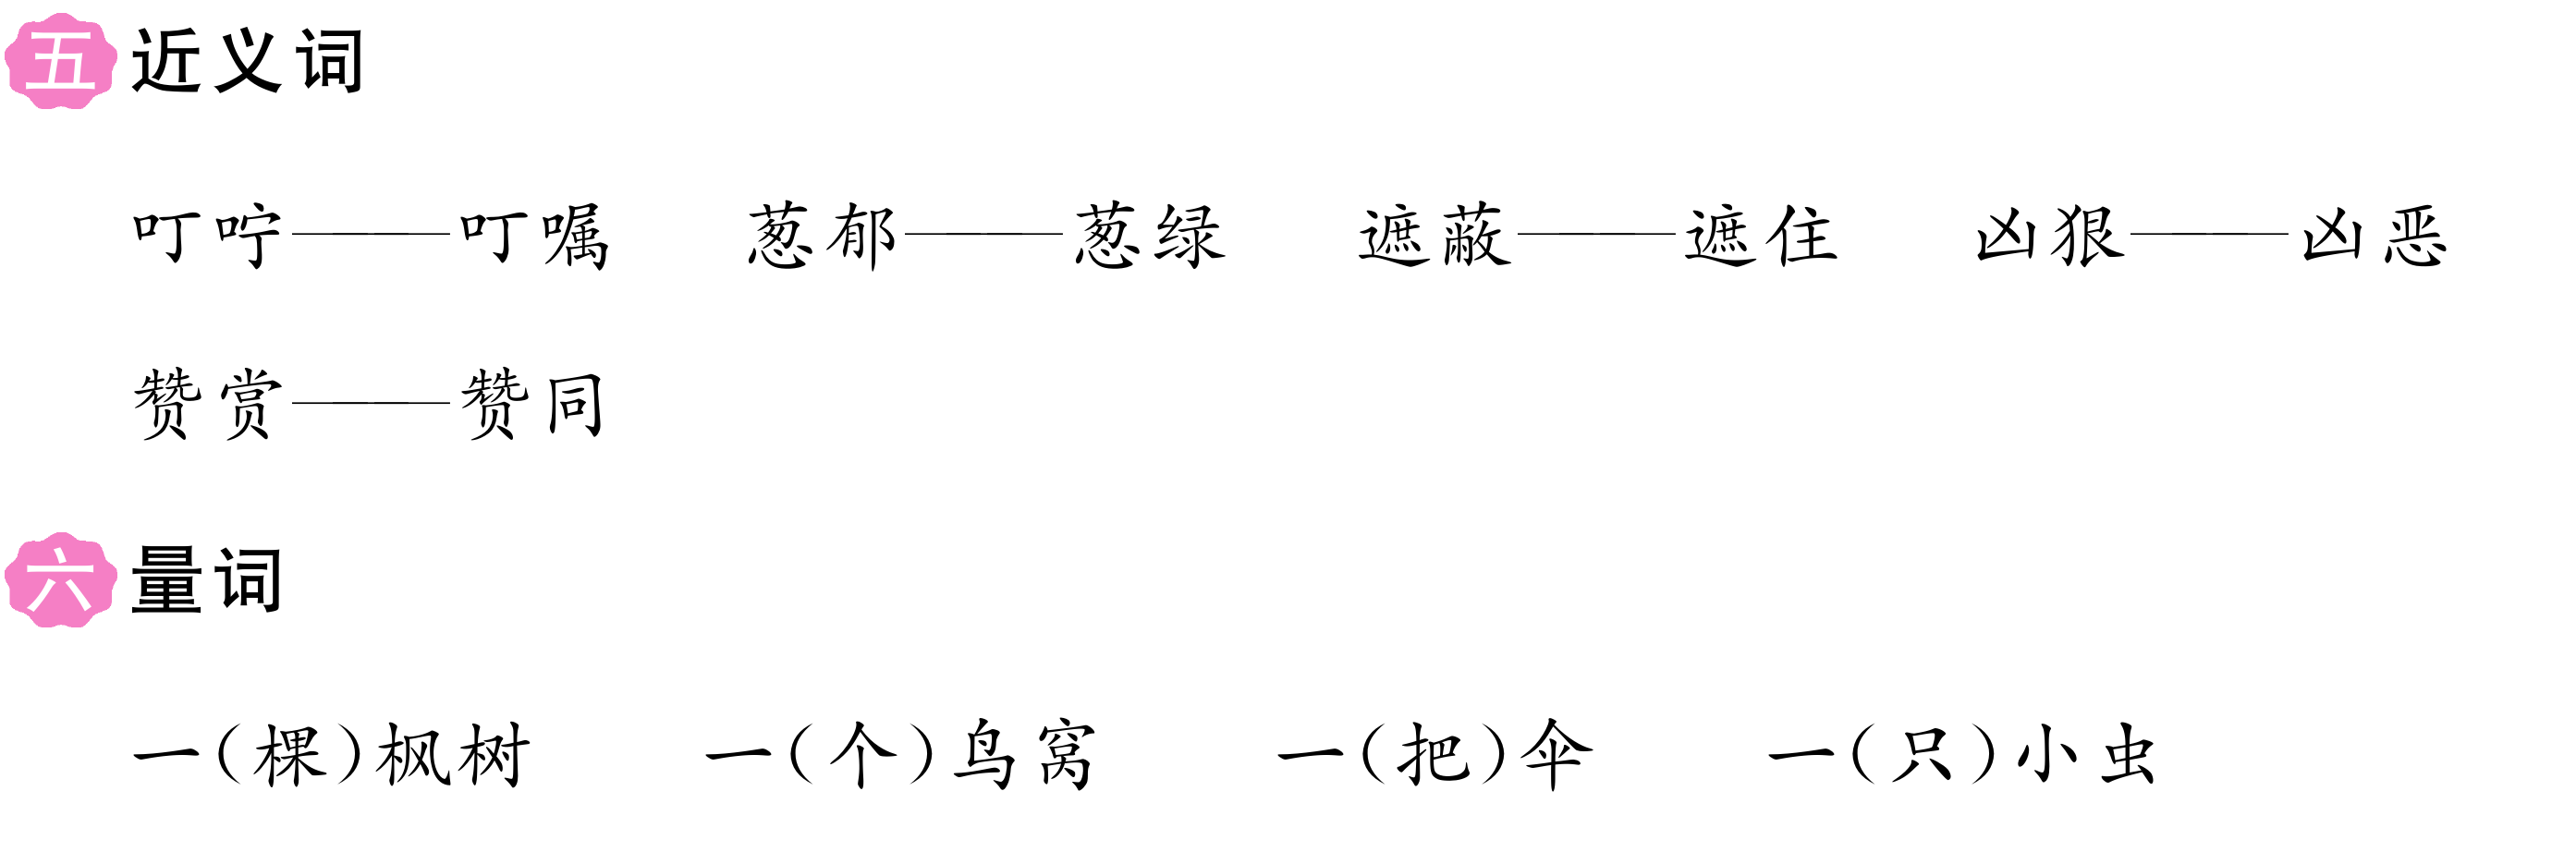 五 近义词
叮咛——叮嘱 葱郁——葱绿 遮蔽——遮住 凶狠——凶恶
赞赏——赞同
六 量词
一(棵)枫树 一(个)鸟窝 一(把)伞 一(只)小虫